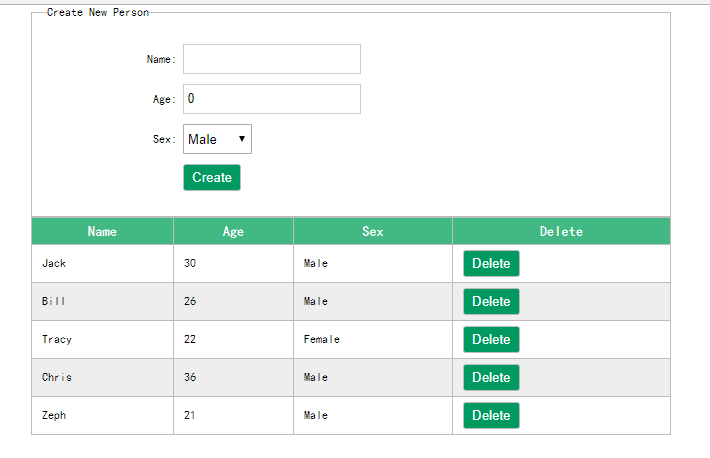 Create New Person
Name:
Age: 0
Sex: Male
Create
Name Age Sex Delete
Jack 30 Male Delete
Bill 26 Male Delete
Tracy 22 Female Delete
Chris 36 Male Delete
Zeph 21 Male Delete